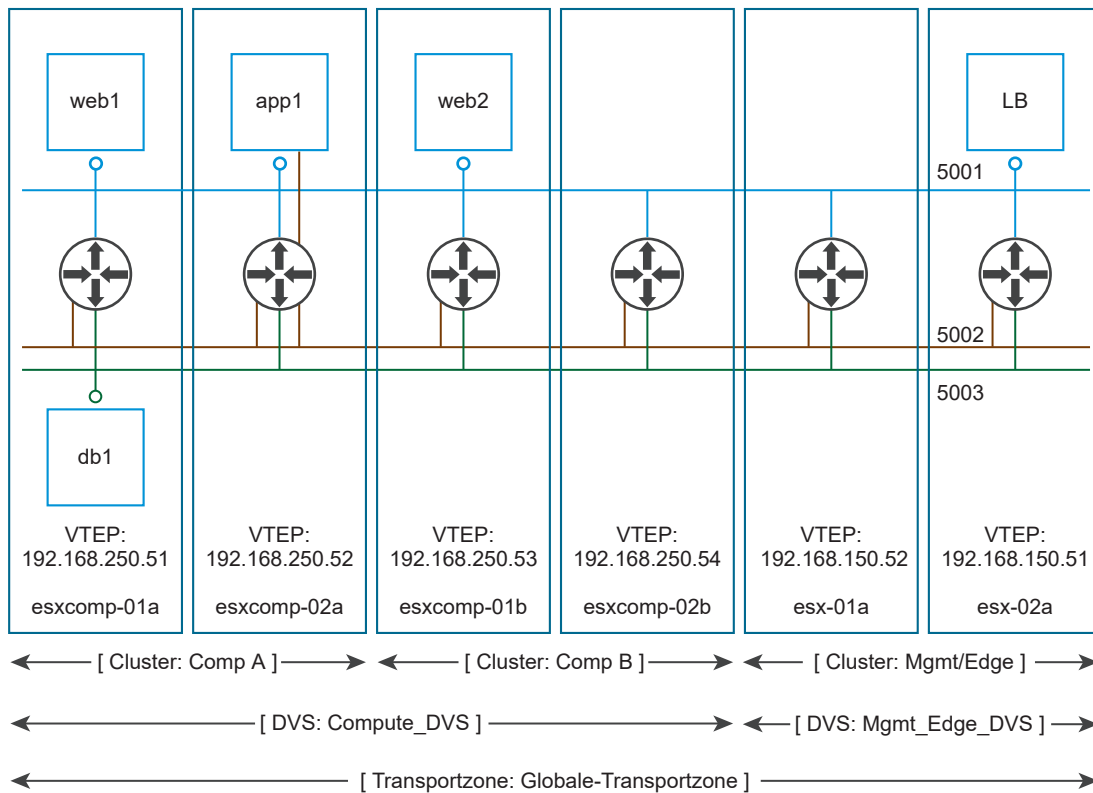 web1
app1
web2
LB
5001
5002
5003
db1
VTEP:
192.168.250.51
VTEP:
192.168.250.52
VTEP:
192.168.250.53
VTEP:
192.168.250.54
VTEP:
192.168.150.52
VTEP:
192.168.150.51
esxcomp-01a
esxcomp-02a
esxcomp-01b
esxcomp-02b
esx-01a
esx-02a
[ Cluster: Comp A ]
[ Cluster: Comp B ]
[ Cluster: Mgmt/Edge ]
[ DVS: Compute_DVS ]
[ DVS: Mgmt_Edge_DVS ]
[ Transportzone: Globale-Transportzone ]